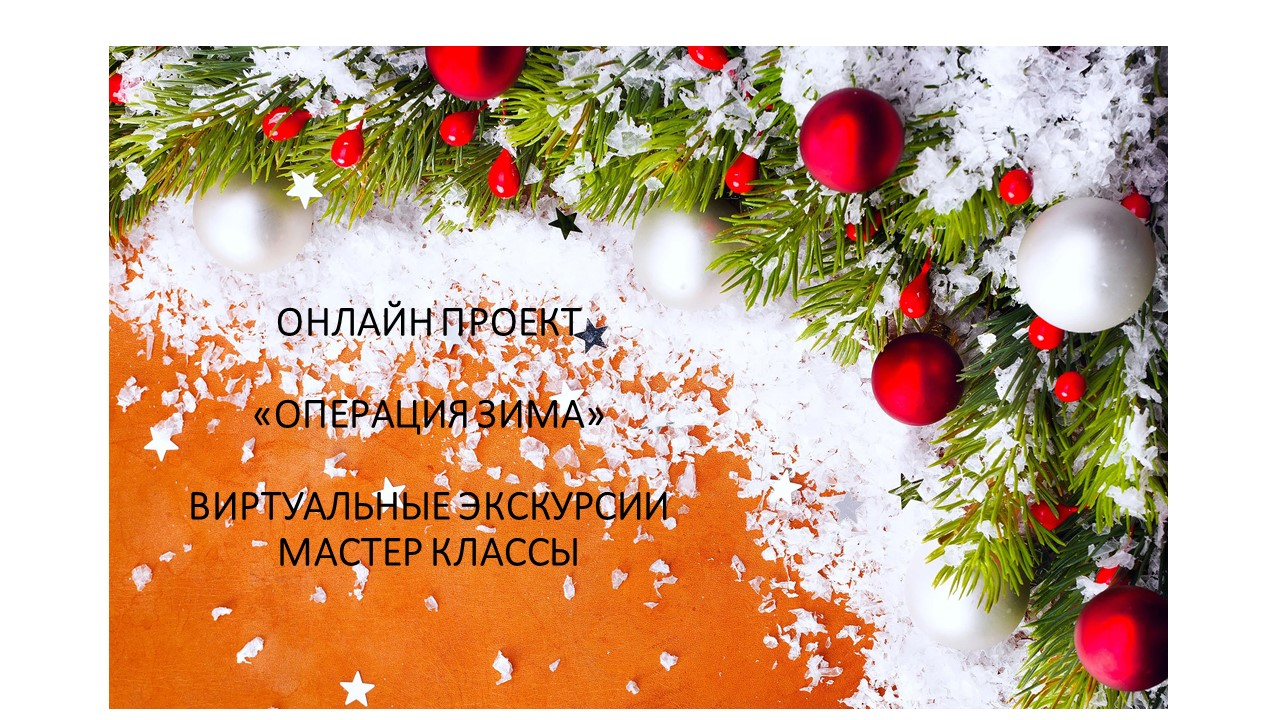 ОНЛАЙН ПРОЕКТ
«ОПЕРАЦИЯ ЗИМА»
ВИРТУАЛЬНЫЕ ЭКСКУРСИИ
МАСТЕР КЛАССЫ